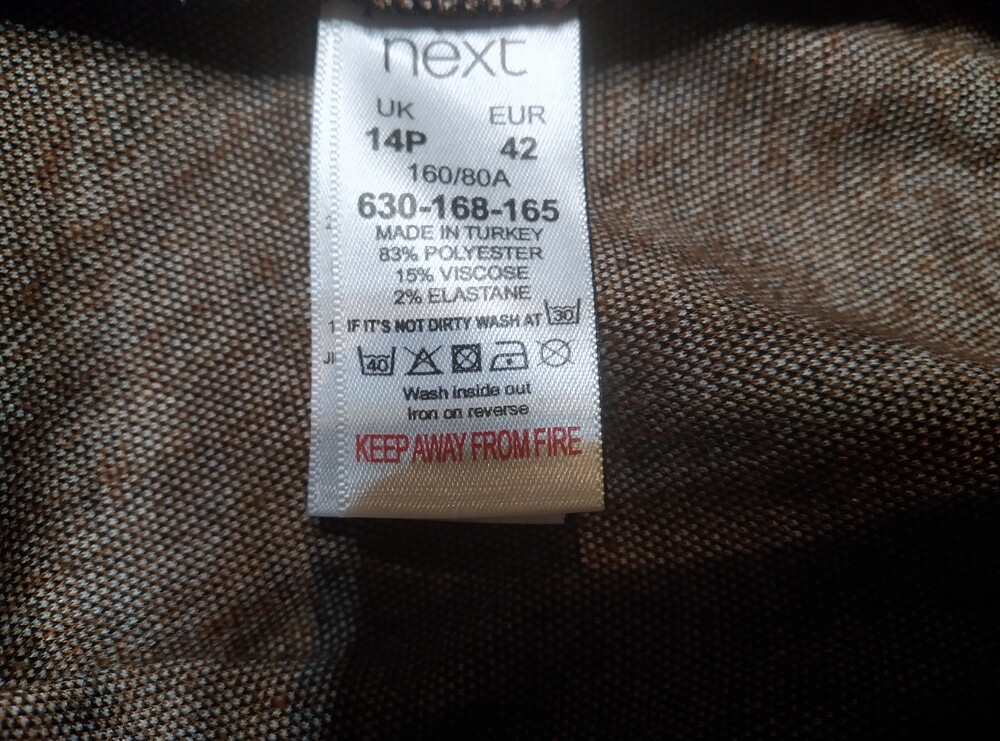 next
UK EUR
14P 42
160/80A
630-168-165
MADE IN TURKEY
83% POLYESTER
15% VISCOSE
2% ELASTANE
1 IF IT'S NOT DIRTY WASH AT 30
40
Wash inside out
Iron on reverse
KEEP AWAY FROM FIRE